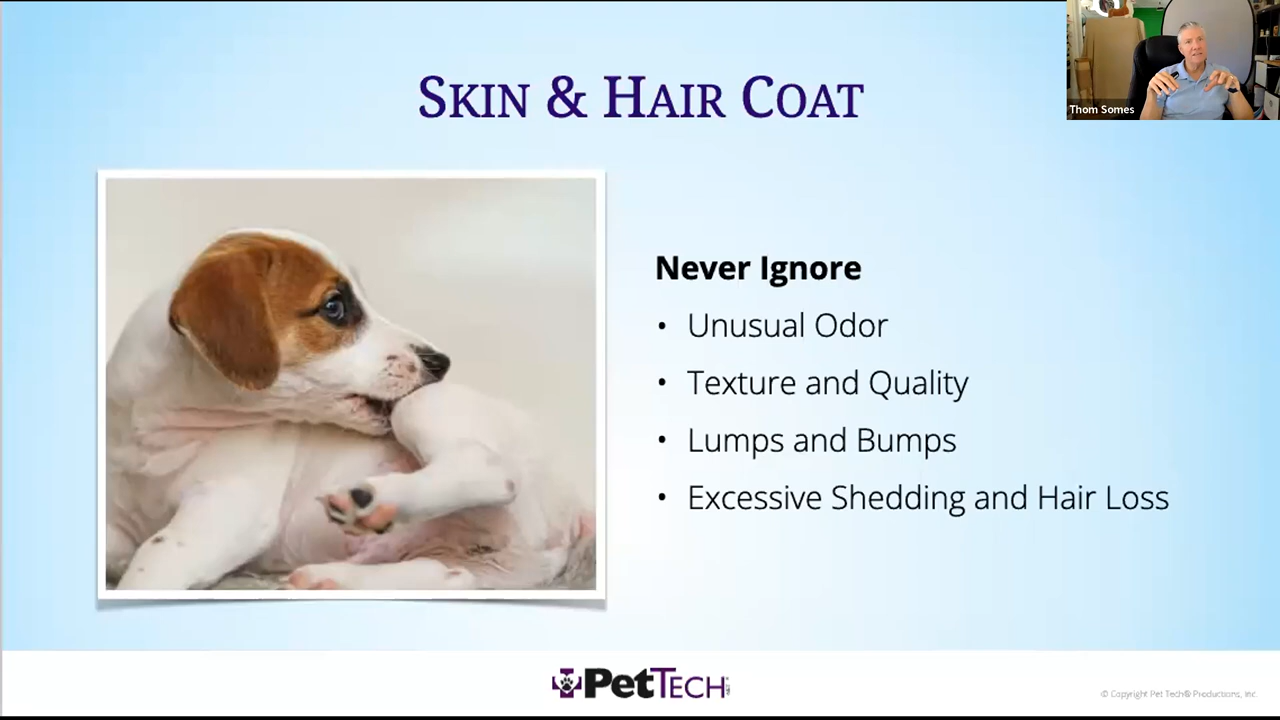 SKIN & HAIR COAT
Thom Somes
Never Ignore
• Unusual Odor
• Texture and Quality
• Lumps and Bumps
• Excessive Shedding and Hair Loss
PetTECH
© Copyright Pet Tech® Productions, Inc.